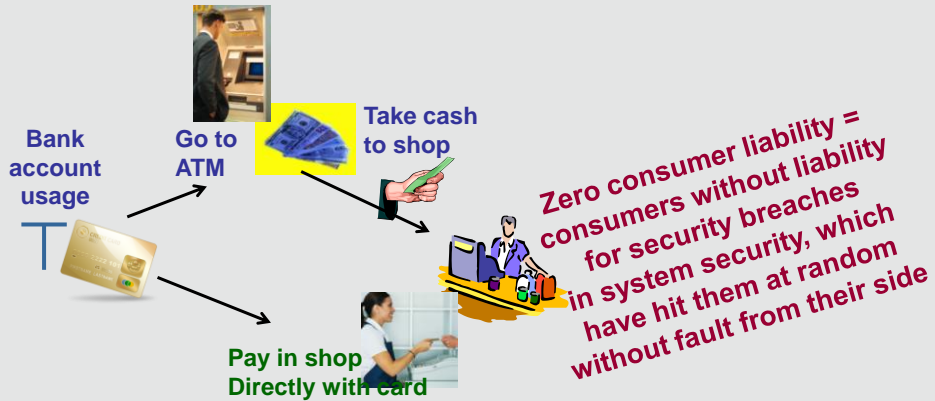 Bank
account
usage
Go to
ATM
Take cash
to shop
Pay in shop
Directly with card
Zero consumer liability =
consumers without liability
for security breaches
in system security, which
have hit them at random
without fault from their side